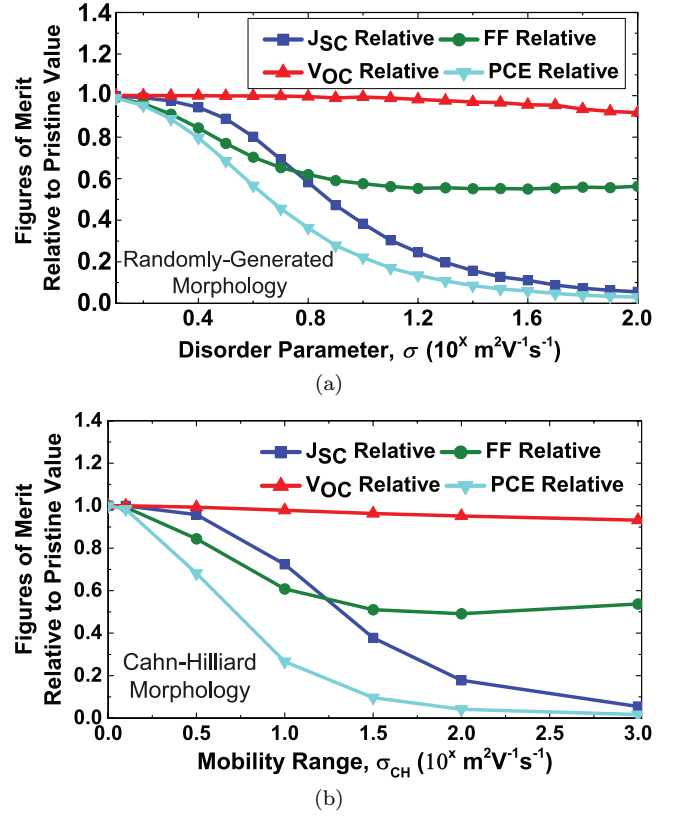 1.4
1.2
1.0
0.8
0.6
0.4
0.2
0.0
Figures of Merit
Relative to Pristine Value
JSC Relative
FF Relative
VOC Relative
PCE Relative
Randomly-Generated
Morphology
0.4
0.8
1.2
1.6
2.0
Disorder Parameter, σ (10^X m²V⁻¹s⁻¹)
(a)
1.4
1.2
1.0
0.8
0.6
0.4
0.2
0.0
Figures of Merit
Relative to Pristine Value
JSC Relative
FF Relative
VOC Relative
PCE Relative
Cahn-Hilliard
Morphology
0.0
0.5
1.0
1.5
2.0
2.5
3.0
Mobility Range, σCH (10^x m²V⁻¹s⁻¹)
(b)